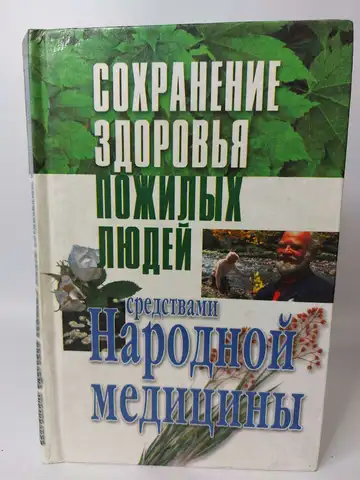 СОХРАНЕНИЕ
ЗДОРОВЬЯ
ПОЖИЛЫХ
ЛЮДЕЙ
средствами
Народной
медицины